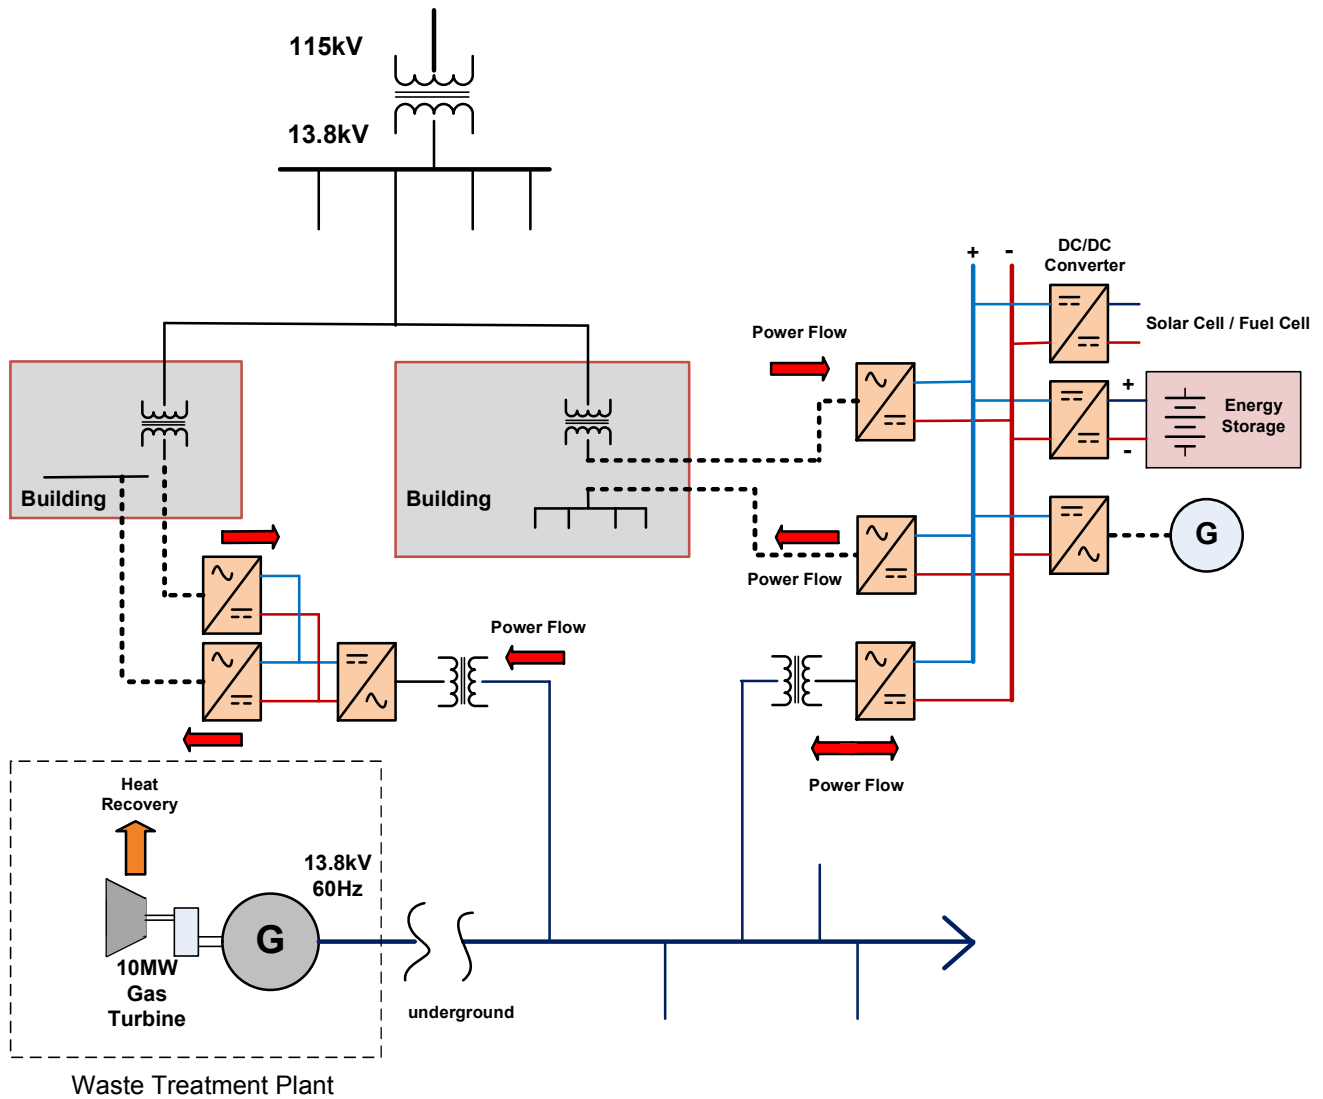 115kV
13.8kV
+
-
DC/DC
Converter
Solar Cell / Fuel Cell
Power Flow
+
Energy
Storage
-
Building
Building
G
Power Flow
Power Flow
Power Flow
Heat
Recovery
13.8kV
60Hz
G
10MW
Gas
Turbine
underground
Waste Treatment Plant